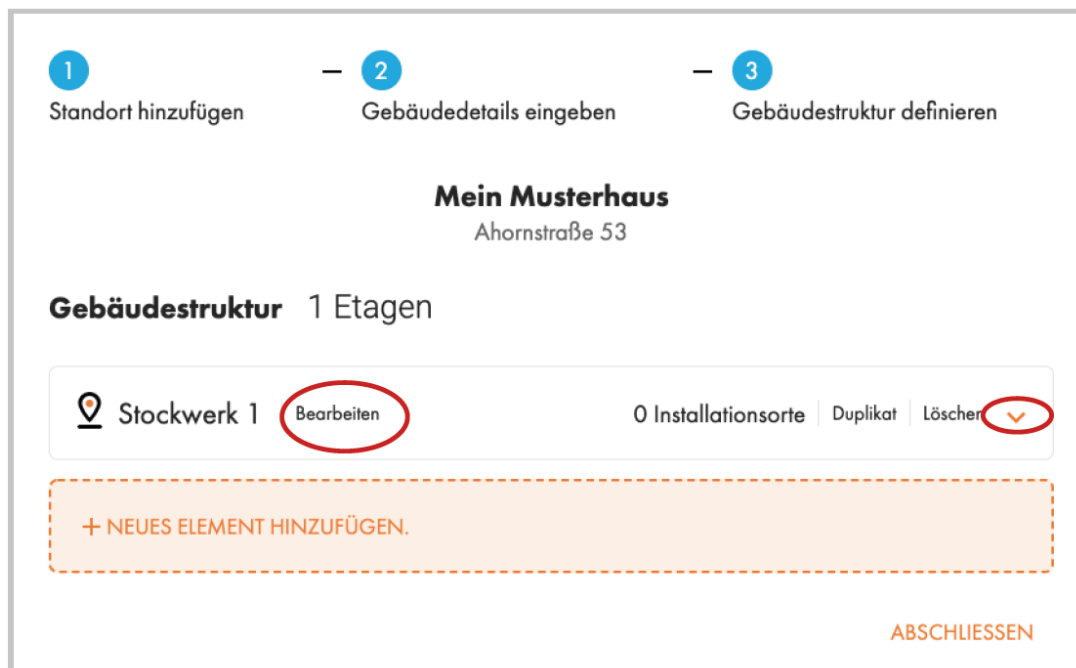 1 – 2 – 3
Standort hinzufügen Gebäudedetails eingeben Gebäudestruktur definieren
Mein Musterhaus
Ahornstraße 53
Gebäudestruktur 1 Etagen
Stockwerk 1 Bearbeiten 0 Installationsorte Duplikat Löschen
+ NEUES ELEMENT HINZUFÜGEN.
ABSCHLIESSEN